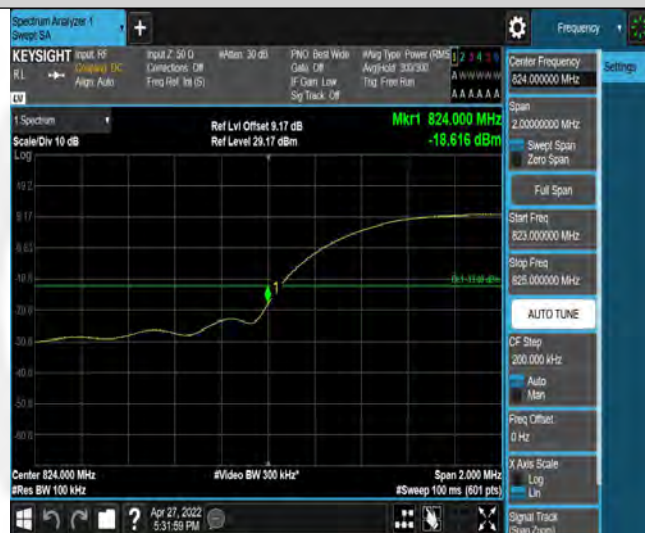 Spectrum Analyzer 1
Swept SA
+
Frequency
KEYSIGHT
RL
Input: RF
Coupling: DC
Align: Auto
Input Z: 50 Ω
Corrections: Off
Freq Ref: Int (S)
#Atten: 30 dB
PNO: Best Wide
Gate: Off
IF Gain: Low
Sig Track: Off
#Avg Type: Power (RMS
Avg|Hold: 300/300
Trig: Free Run
1 2 3 4 5 6
A W W W W W
A A A A A A
1 Spectrum
Scale/Div 10 dB
Log
Ref Lvl Offset 9.17 dB
Ref Level 29.17 dBm
Mkr1 824.000 MHz
-18.616 dBm
19.2
9.17
-10.8
-20.8
-30.8
-60.8
1
Center 824.000 MHz
#Res BW 100 kHz
#Video BW 300 kHz*
Span 2.000 MHz
#Sweep 100 ms (601 pts)
?
Apr 27, 2022
5:31:59 PM
Center Frequency
824.000000 MHz
Settings
Span
2.00000000 MHz
Swept Span
Zero Span
Full Span
Start Freq
823.000000 MHz
Stop Freq
825.000000 MHz
AUTO TUNE
CF Step
200.000 kHz
Auto
Man
Freq Offset
0 Hz
X Axis Scale
Log
Lin
Signal Track
(Span Zoom)